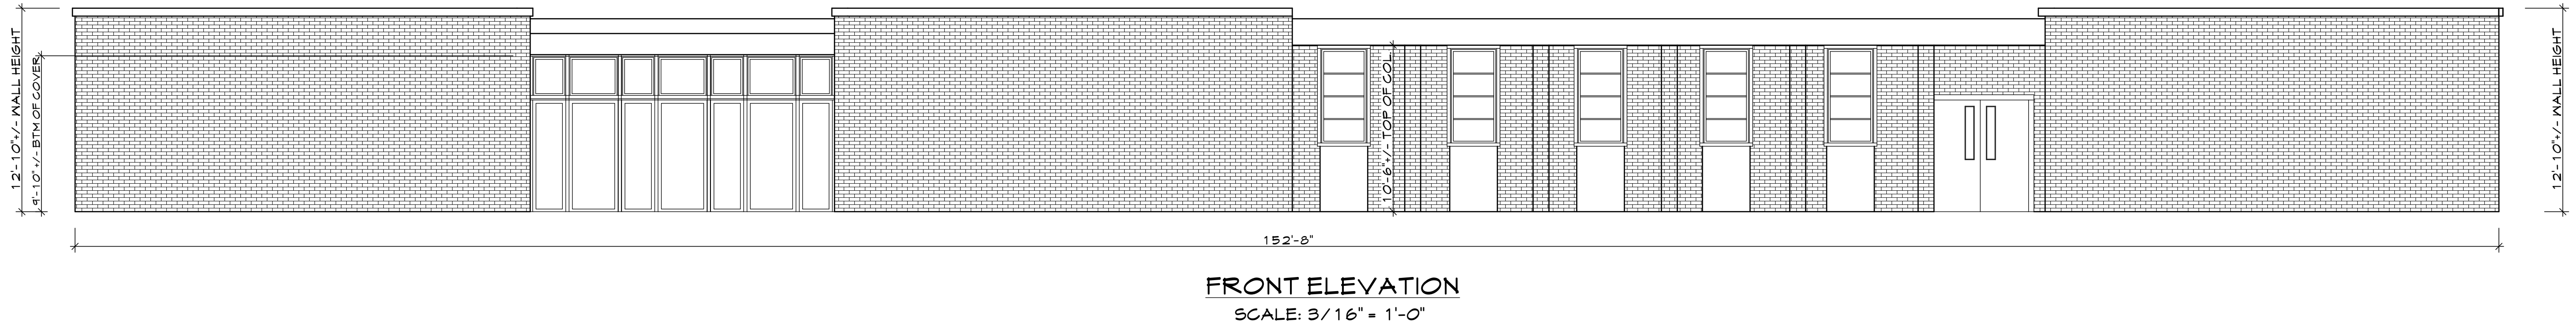 12'-10"+/- WALL HEIGHT
9'-10"+/- BTM OF COVER
10'-6"+/- TOP OF COL.
12'-10"+/- WALL HEIGHT
152'-8"
FRONT ELEVATION
SCALE: 3/16" = 1'-0"